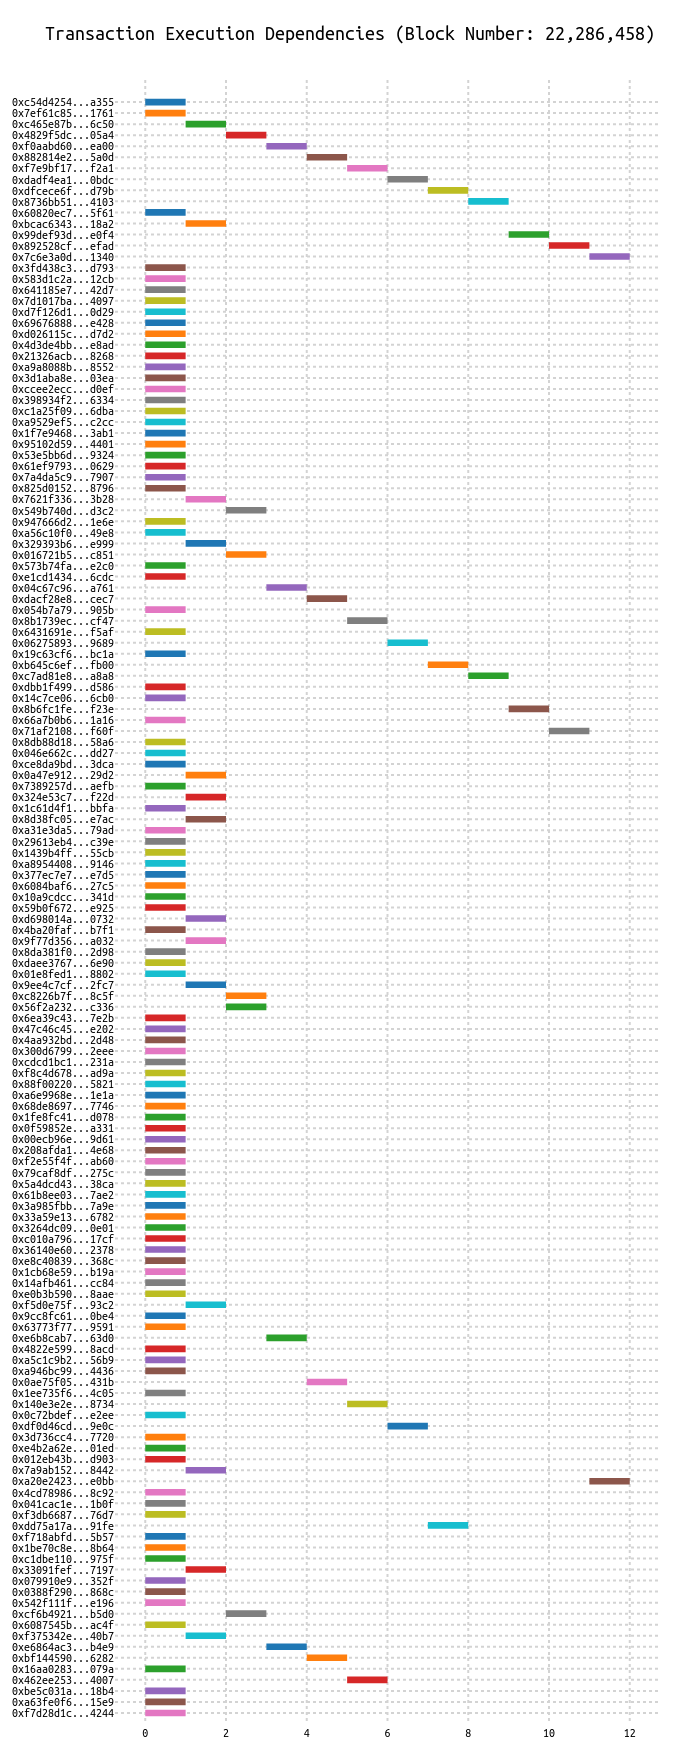 Transaction Execution Dependencies (Block Number: 22,286,458)
0xc54d4254...a355
0x7ef61c85...1761
0xc465e87b...6c50
0x4829f5dc...05a4
0xf0aabd60...ea00
0x882814e2...5a0d
0xf7e9bf17...f2a1
0xdadf4ea1...0bdc
0xdfcece6f...d79b
0x8736bb51...4103
0x60820ec7...5f61
0xbcac6343...18a2
0x99def93d...e0f4
0x892528cf...efad
0x7c6e3a0d...1340
0x3fd438c3...d793
0x583d1c2a...12cb
0x641185e7...42d7
0x7d1017ba...4097
0xd7f126d1...0d29
0x69676888...e428
0xd026115c...d7d2
0x4d3de4bb...e8ad
0x21326acb...8268
0xa9a8088b...8552
0x3d1aba8e...03ea
0xccee2ecc...d0ef
0x398934f2...6334
0xc1a25f09...6dba
0xa9529ef5...c2cc
0x1f7e9468...3ab1
0x95102d59...4401
0x53e5bb6d...9324
0x61ef9793...0629
0x7a4da5c9...7907
0x825d0152...8796
0x7621f336...3b28
0x549b740d...d3c2
0x947666d2...1e6e
0xa56c10f0...49e8
0x329393b6...e999
0x016721b5...c851
0x573b74fa...e2c0
0xe1cd1434...6cdc
0x04c67c96...a761
0xdacf28e8...cec7
0x054b7a79...905b
0x8b1739ec...cf47
0x6431691e...f5af
0x06275893...9689
0x19c63cf6...bc1a
0xb645c6ef...fb00
0xc7ad81e8...a8a8
0xdbb1f499...d586
0x14c7ce06...6cb0
0x8b6fc1fe...f23e
0x66a7b0b6...1a16
0x71af2108...f60f
0x8db88d18...58a6
0x046e662c...dd27
0xce8da9bd...3dca
0x0a47e912...29d2
0x7389257d...aefb
0x324e53c7...f22d
0x1c61d4f1...bbfa
0x8d38fc05...e7ac
0xa31e3da5...79ad
0x29613eb4...c39e
0x1439b4ff...55cb
0xa8954408...9146
0x377ec7e7...e7d5
0x6084baf6...27c5
0x10a9cdcc...341d
0x59b0f672...e925
0xd698014a...0732
0x4ba20faf...b7f1
0x9f77d356...a032
0x8da381f0...2d98
0xdaee3767...6e90
0x01e8fed1...8802
0x9ee4c7cf...2fc7
0xc8226b7f...8c5f
0x56f2a232...c336
0x6ea39c43...7e2b
0x47c46c45...e202
0x4aa932bd...2d48
0x300d6799...2eee
0xcdcd1bc1...231a
0xf8c4d678...ad9a
0x88f00220...5821
0xa6e9968e...1e1a
0x68de8697...7746
0x1fe8fc41...d078
0x0f59852e...a331
0x00ecb96e...9d61
0x208afda1...4e68
0xf2e55f4f...ab60
0x79caf8df...275c
0x5a4dcd43...38ca
0x61b8ee03...7ae2
0x3a985fbb...7a9e
0x33a59e13...6782
0x3264dc09...0e01
0xc010a796...17cf
0x36140e60...2378
0xe8c40839...368c
0x1cb68e59...b19a
0x14afb461...cc84
0xe0b3b590...8aae
0xf5d0e75f...93c2
0x9cc8fc61...0be4
0x63773f77...9591
0xe6b8cab7...63d0
0x4822e599...8acd
0xa5c1c9b2...56b9
0xa946bc99...4436
0x0ae75f05...431b
0x1ee735f6...4c05
0x140e3e2e...8734
0x0c72bdef...e2ee
0xdf0d46cd...9e0c
0x3d736cc4...7720
0xe4b2a62e...01ed
0x012eb43b...d903
0x7a9ab152...8442
0xa20e2423...e0bb
0x4cd78986...8c92
0x041cac1e...1b0f
0xf3db6687...76d7
0xdd75a17a...91fe
0xf718abfd...5b57
0x1be70c8e...8b64
0xc1dbe110...975f
0x33091fef...7197
0x079910e9...352f
0x0388f290...868c
0x542f111f...e196
0xcf6b4921...b5d0
0x6087545b...ac4f
0xf375342e...40b7
0xe6864ac3...b4e9
0xbf144590...6282
0x16aa0283...079a
0x462ee253...4007
0xbe5c031a...18b4
0xa63fe0f6...15e9
0xf7d28d1c...4244
0 2 4 6 8 10 12